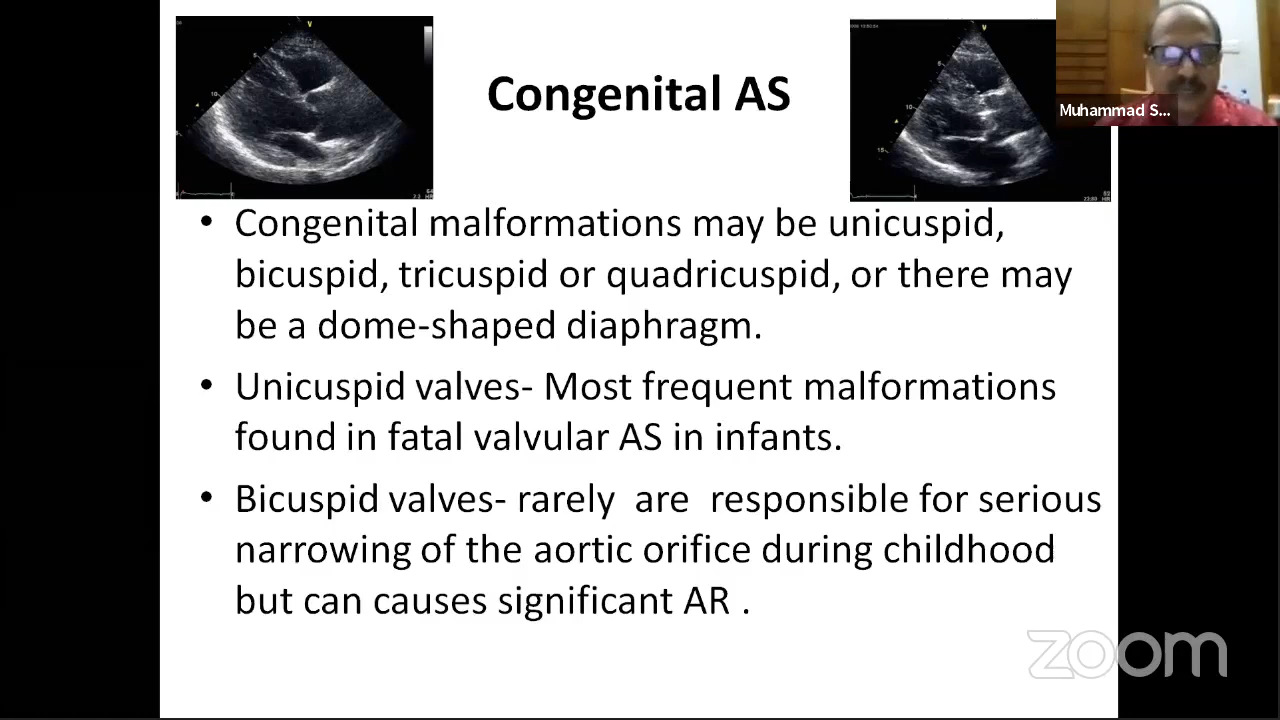 Congenital AS
Muhammad S...
• Congenital malformations may be unicuspid,
bicuspid, tricuspid or quadricuspid, or there may
be a dome-shaped diaphragm.
• Unicuspid valves- Most frequent malformations
found in fatal valvular AS in infants.
• Bicuspid valves- rarely are responsible for serious
narrowing of the aortic orifice during childhood
but can causes significant AR .
zoom